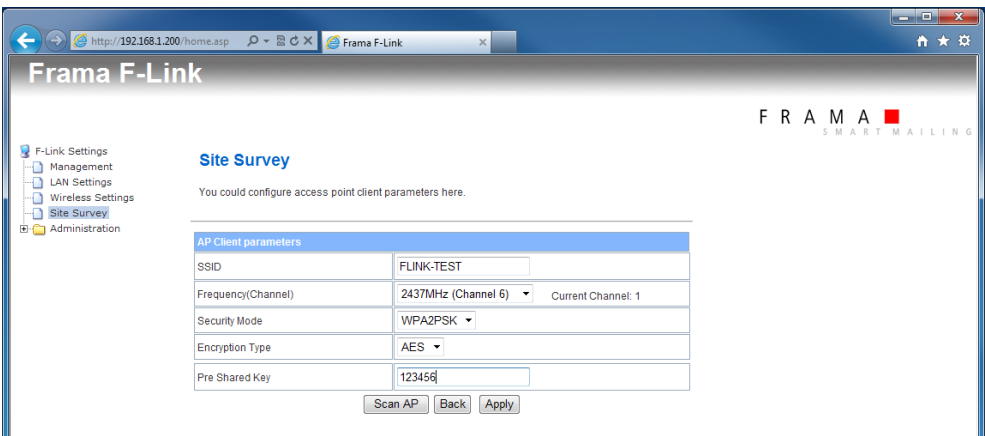 http://192.168.1.200/home.asp
Frama F-Link
Frama F-Link
FRAMA
SMART MAILING
F-Link Settings
Management
LAN Settings
Wireless Settings
Site Survey
Administration
Site Survey
You could configure access point client parameters here.
AP Client parameters
SSID FLINK-TEST
Frequency(Channel) 2437MHz (Channel 6) Current Channel: 1
Security Mode WPA2PSK
Encryption Type AES
Pre Shared Key 123456
Scan AP Back Apply